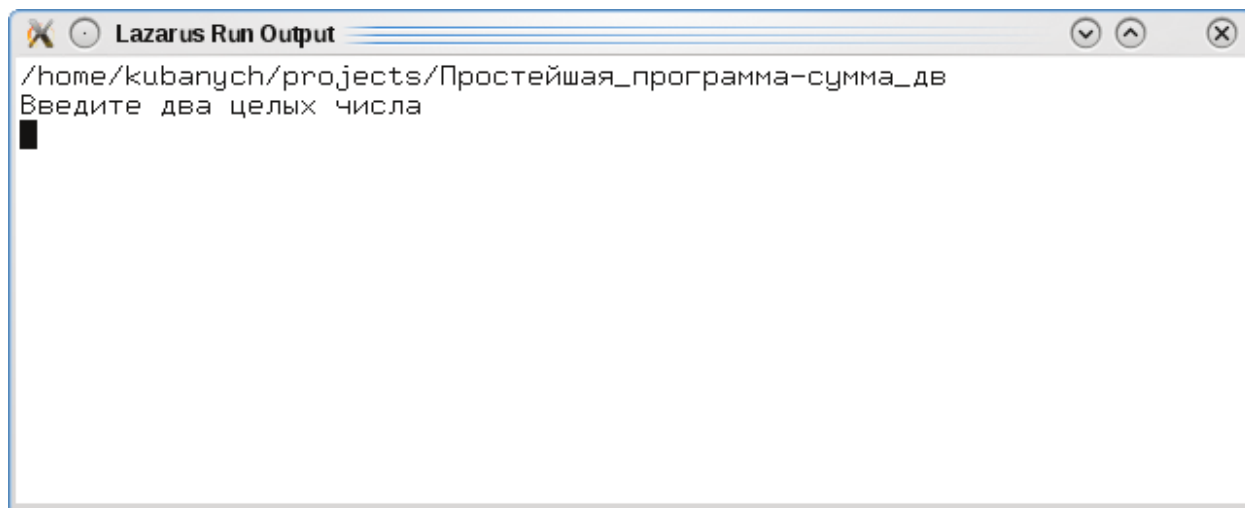 Lazarus Run Output
/home/kubanych/projects/Простейшая_программа-сумма_дв
Введите два целых числа